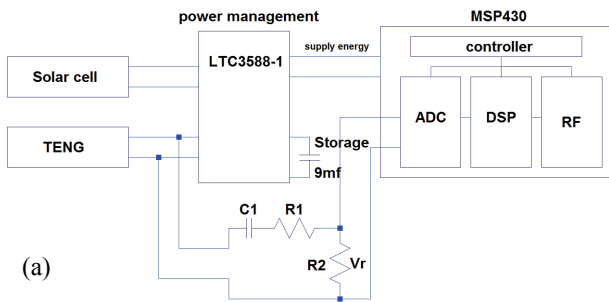 power management
MSP430
LTC3588-1
supply energy
controller
Solar cell
ADC
DSP
RF
TENG
Storage
9mf
C1
R1
R2
Vr
(a)